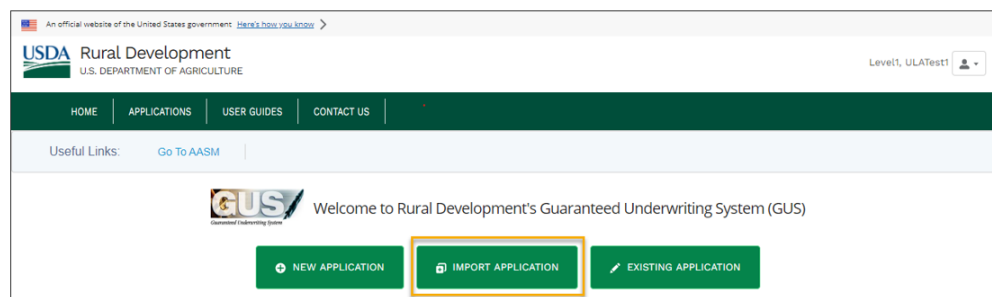 An official website of the United States government Here's how you know
USDA Rural Development
U.S. DEPARTMENT OF AGRICULTURE
Level1, ULATest1
HOME APPLICATIONS USER GUIDES CONTACT US
Useful Links: Go To AASM
GUS Welcome to Rural Development's Guaranteed Underwriting System (GUS)
Guaranteed Underwriting System
NEW APPLICATION IMPORT APPLICATION EXISTING APPLICATION